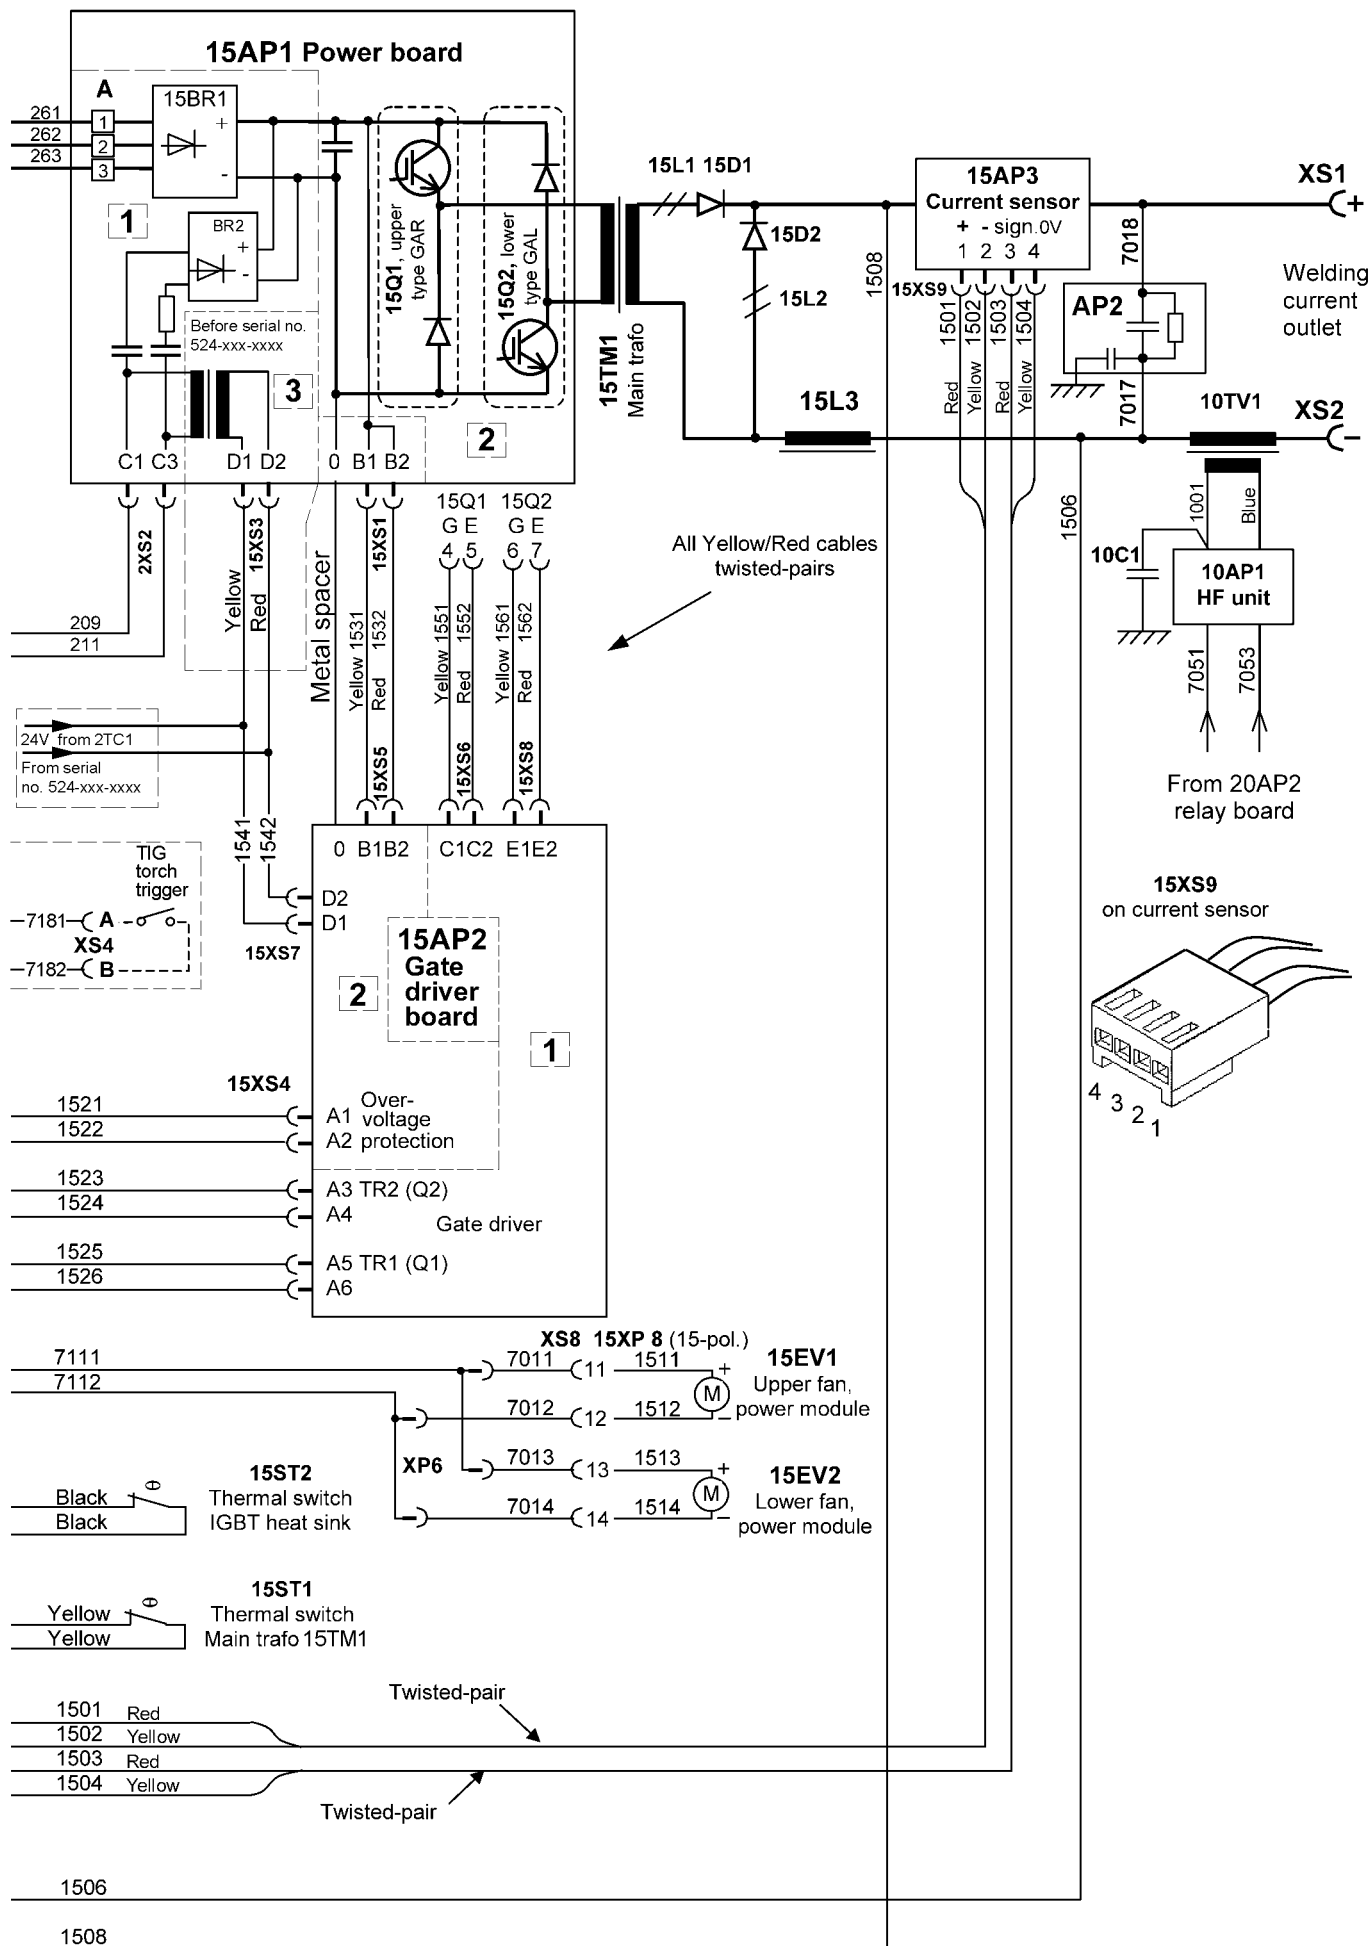 15AP1 Power board
A
261
262
263
1
2
3
15BR1
+
-
1
BR2
+
-
Before serial no.
524-xxx-xxxx
3
15Q1, upper
type GAR
15Q2, lower
type GAL
2
C1 C3 D1 D2 0 B1 B2
15TM1
Main trafo
15L1 15D1
15D2
15L2
15L3
1508
15AP3
Current sensor
+ - sign.0V
1 2 3 4
15XS9
1501
1502
1503
1504
Red
Yellow
Red
Yellow
XS1
+
7018
AP2
7017
Welding
current
outlet
10TV1
XS2
-
1506
1001
Blue
10C1
10AP1
HF unit
7051
7053
From 20AP2
relay board
2XS2
15XS3
Yellow
Red
209
211
Metal spacer
15XS1
15Q1 15Q2
G E G E
4 5 6 7
Yellow 1531
Red 1532
Yellow 1551
Red 1552
Yellow 1561
Red 1562
All Yellow/Red cables
twisted-pairs
15XS5
15XS6
15XS8
24V from 2TC1
From serial
no. 524-xxx-xxxx
1541
1542
0 B1B2 C1C2 E1E2
D2
D1
15XS7
TIG
torch
trigger
7181 A
XS4
7182 B
15AP2
Gate
driver
board
2
1
15XS9
on current sensor
4 3 2 1
15XS4
1521
1522
A1
A2
Over-
voltage
protection
1523
1524
A3 TR2 (Q2)
A4
Gate driver
1525
1526
A5 TR1 (Q1)
A6
XS8 15XP 8 (15-pol.)
7111
7112
7011 11 1511
+
M
-
7012 12 1512
15EV1
Upper fan,
power module
XP6
7013 13 1513
+
M
-
7014 14 1514
15EV2
Lower fan,
power module
Black
Black
15ST2
Thermal switch
IGBT heat sink
Yellow
Yellow
15ST1
Thermal switch
Main trafo 15TM1
Twisted-pair
1501 Red
1502 Yellow
1503 Red
1504 Yellow
Twisted-pair
1506
1508